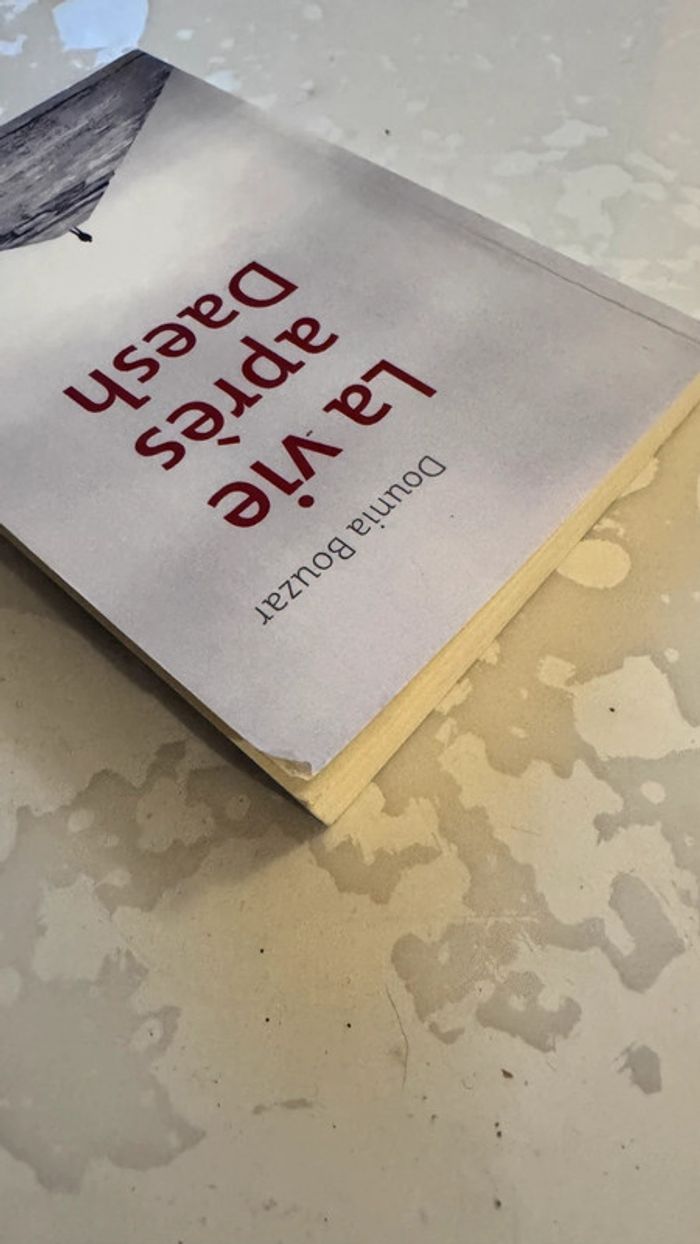 Dounia Bouzar
La vie
après
Daesh